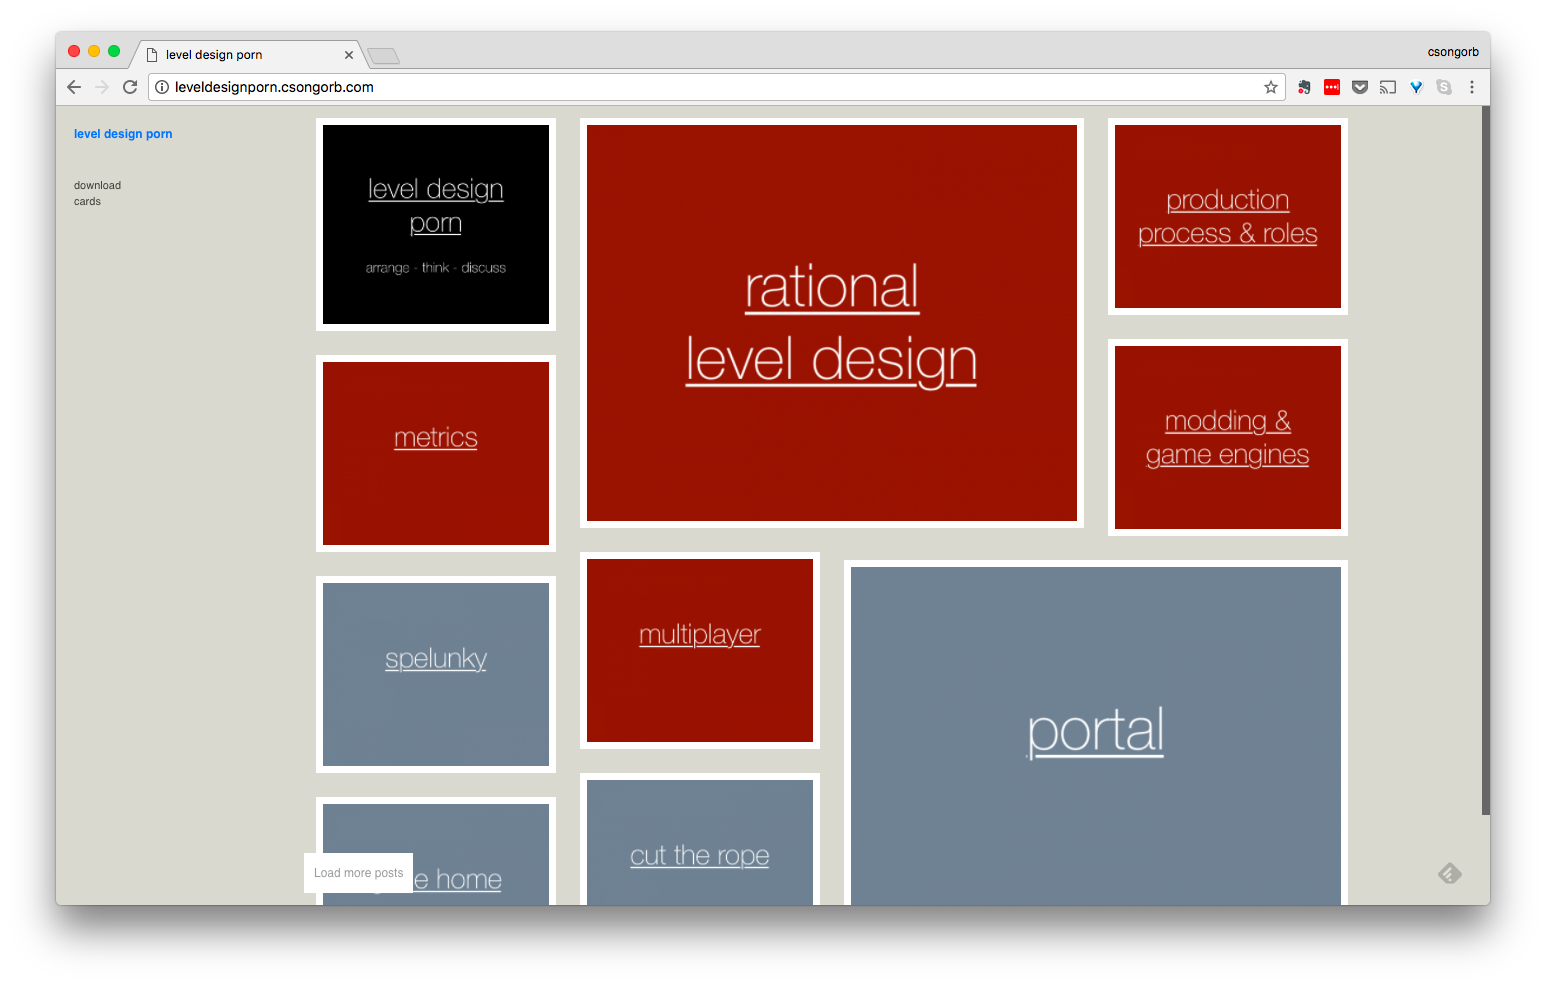 level design porn
csongorb
leveldesignporn.csongorb.com
level design porn
download
cards
level design
porn
arrange - think - discuss
rational
level design
production
process & roles
metrics
modding &
game engines
spelunky
multiplayer
portal
cut the rope
Load more posts
e home